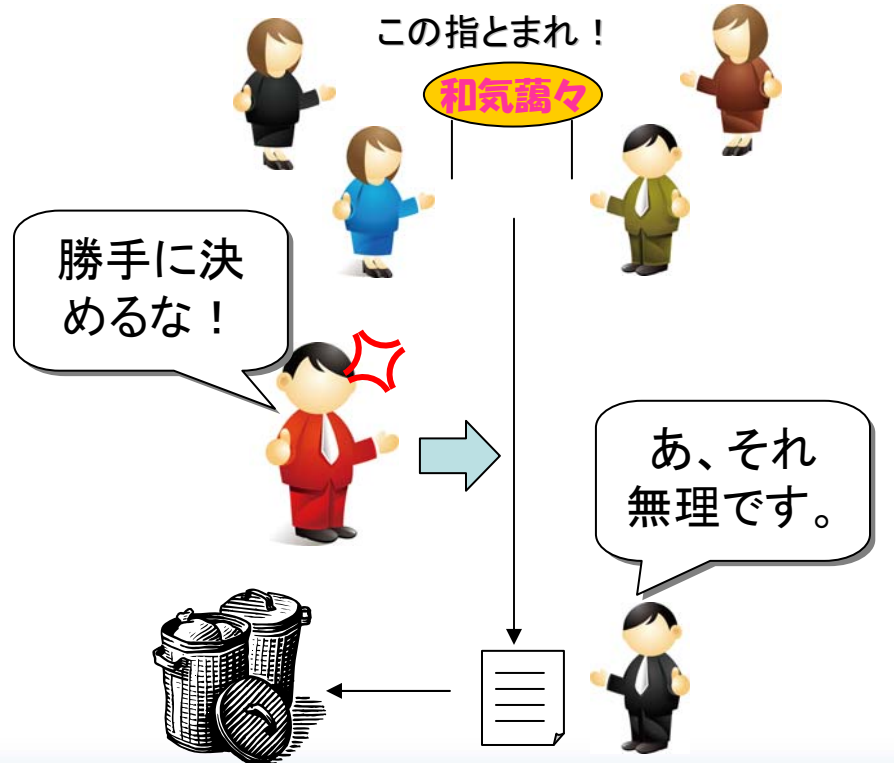 この指とまれ！
和気藹々
勝手に決
めるな！
あ、それ
無理です。